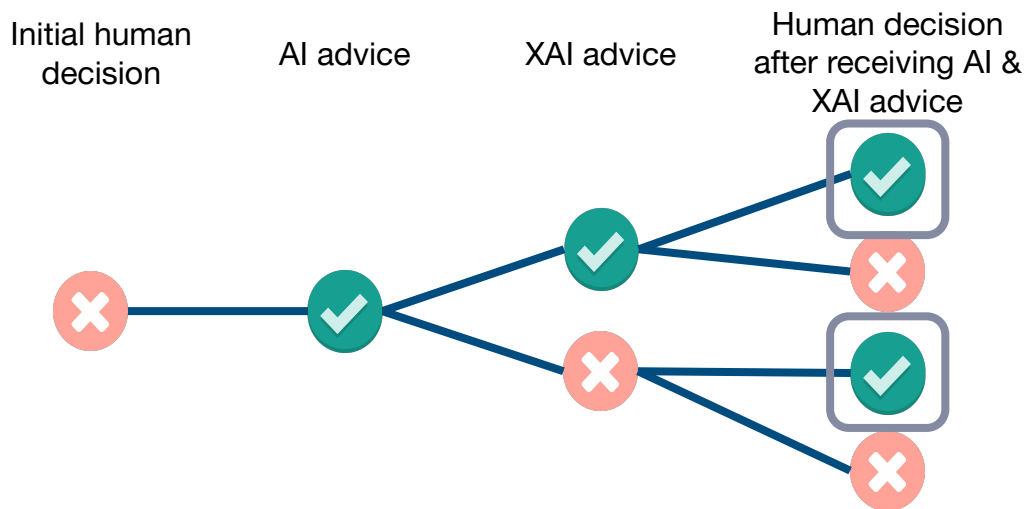 Initial human
decision
AI advice
XAI advice
Human decision
after receiving AI &
XAI advice